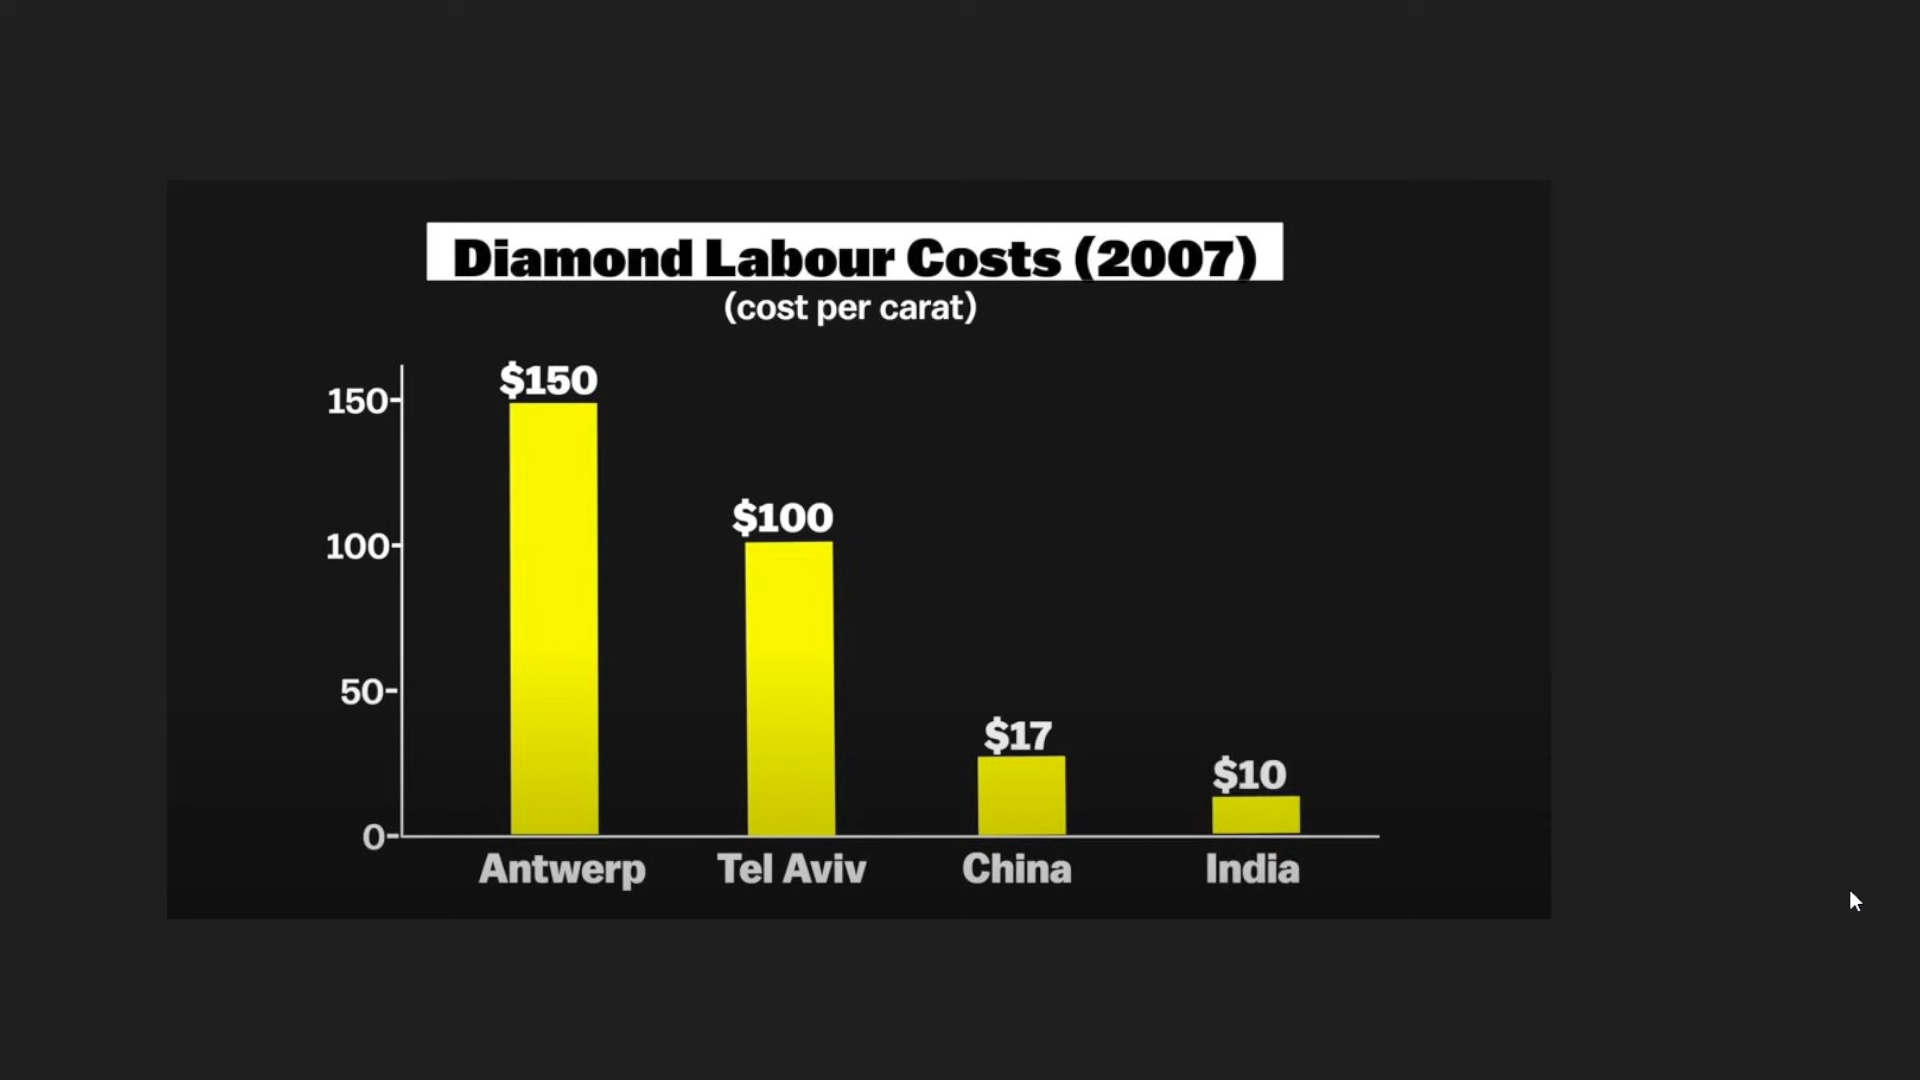 Diamond Labour Costs (2007)
(cost per carat)
150
100
50
0
$150
$100
$17
$10
Antwerp
Tel Aviv
China
India